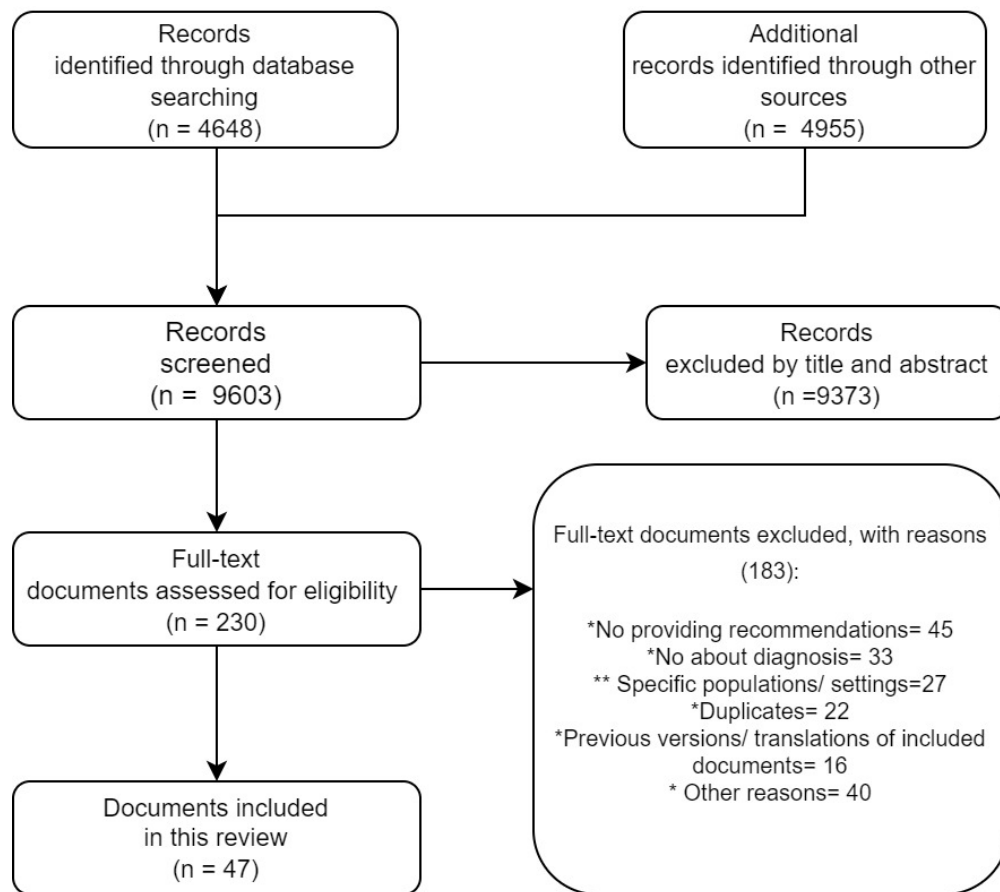 Records
identified through database
searching
(n = 4648)
Additional
records identified through other
sources
(n =  4955)
Records
screened
(n =  9603)
Records
excluded by title and abstract
(n =9373)
Full-text
documents assessed for eligibility
(n = 230)
Full-text documents excluded, with reasons
(183):
*No providing recommendations= 45
*No about diagnosis= 33
** Specific populations/ settings=27
*Duplicates= 22
*Previous versions/ translations of included
documents= 16
* Other reasons= 40
Documents included
in this review
(n = 47)